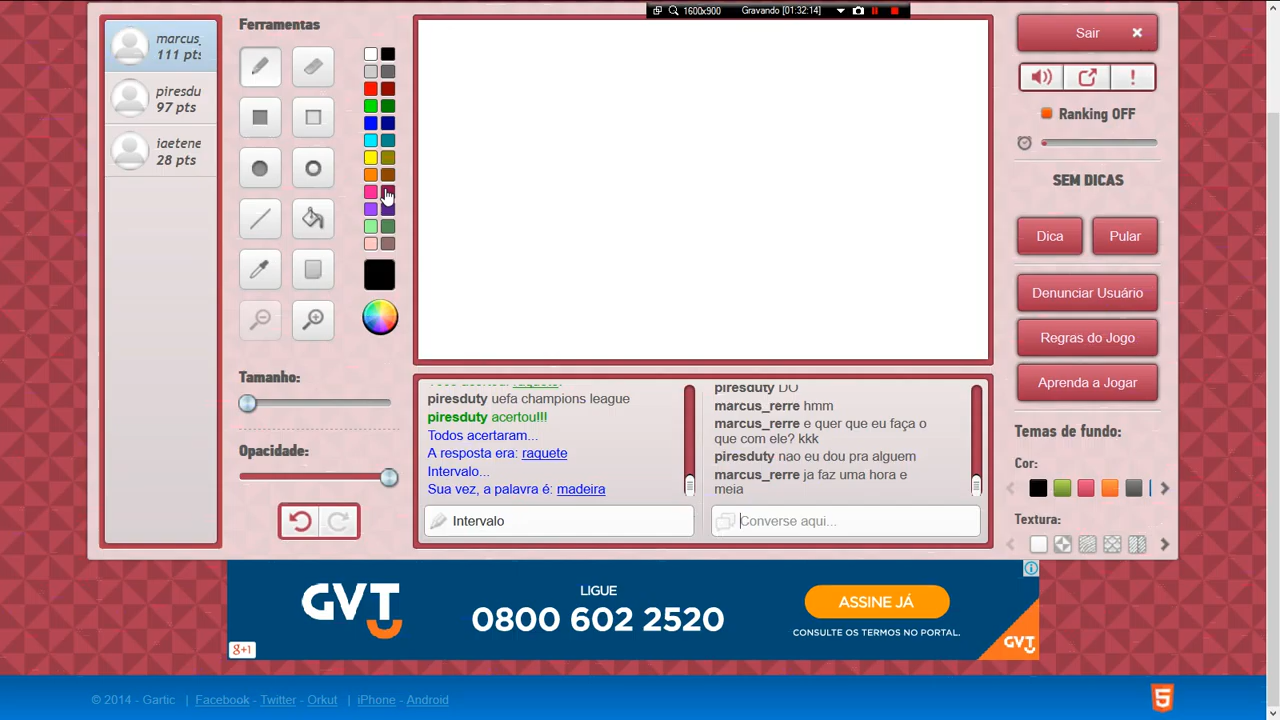 1600x900 Gravando [01:32:14]
marcus_
111 pts
piresdu
97 pts
iaetene
28 pts
Ferramentas
Tamanho:
Opacidade:
piresduty uefa champions league
piresduty acertou!!!
Todos acertaram...
A resposta era: raquete
Intervalo...
Sua vez, a palavra é: madeira
Intervalo
piresduty DO
marcus_rerre hmm
marcus_rerre e quer que eu faça o
que com ele? kkk
piresduty nao eu dou pra alguem
marcus_rerre ja faz uma hora e
meia
Converse aqui...
Sair
Ranking OFF
SEM DICAS
Dica Pular
Denunciar Usuário
Regras do Jogo
Aprenda a Jogar
Temas de fundo:
Cor:
Textura:
GVT
LIGUE
0800 602 2520
ASSINE JÁ
CONSULTE OS TERMOS NO PORTAL.
GVT
g+1
© 2014 - Gartic | Facebook - Twitter - Orkut | iPhone - Android
5